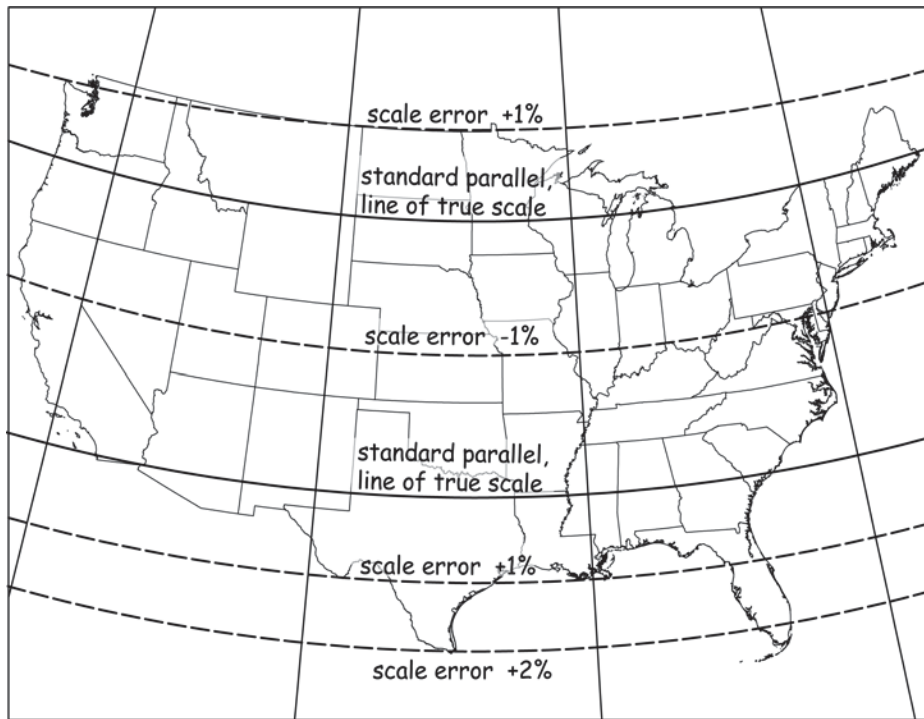 scale error +1%
standard parallel,
line of true scale
scale error -1%
standard parallel,
line of true scale
scale error +1%
scale error +2%